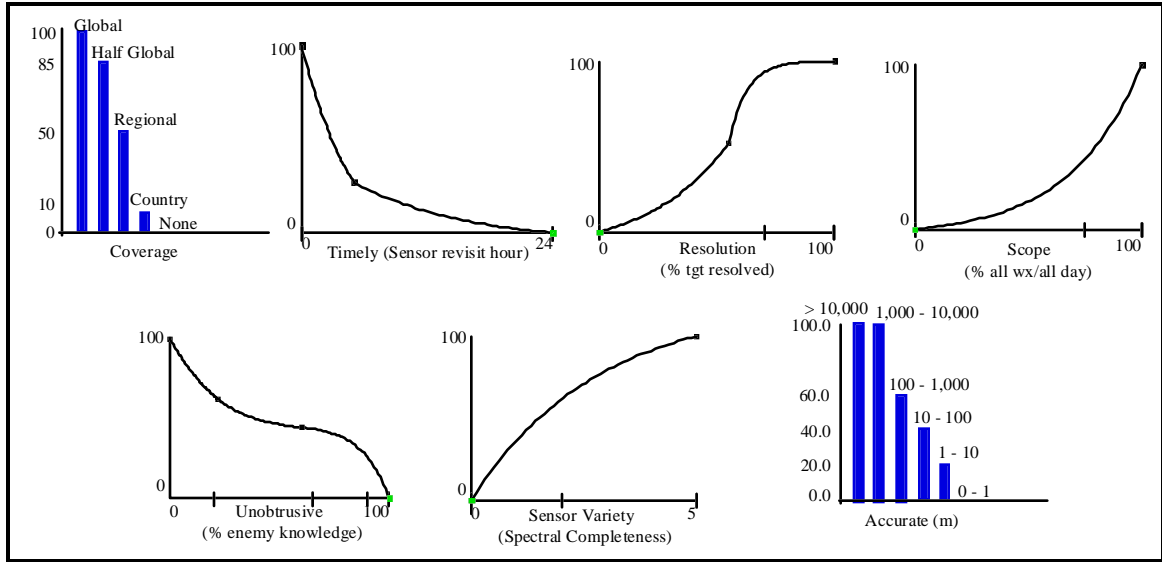 100
85
50
10
0
Global
Half Global
Regional
Country
None
Coverage
100
0
0
24
Timely (Sensor revisit hour)
100
0
0
100
Resolution
(% tgt resolved)
100
0
0
100
Scope
(% all wx/all day)
100
0
0
100
Unobtrusive
(% enemy knowledge)
100
0
0
5
Sensor Variety
(Spectral Completeness)
100.0
60.0
40.0
20.0
0.0
> 10,000
1,000 - 10,000
100 - 1,000
10 - 100
1 - 10
0 - 1
Accurate (m)